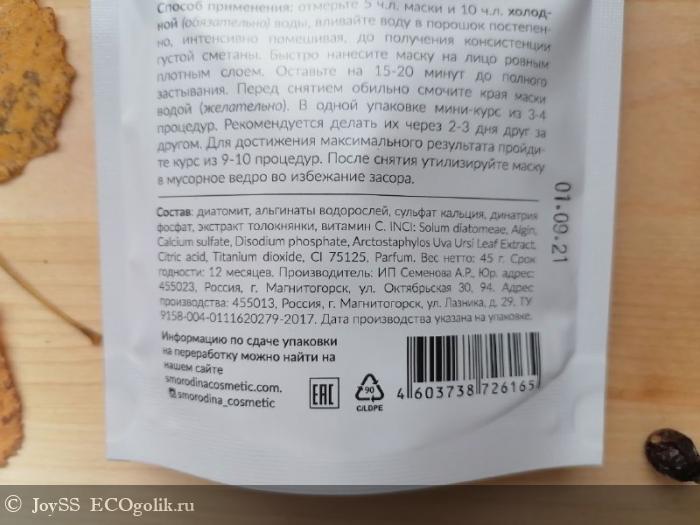 Способ применения: отмерьте 5 ч.л. маски и 10 ч.л. холод-
ной (обязательно) воды, вливайте воду в порошок постепен-
но, интенсивно помешивая, до получения консистенции
густой сметаны. Быстро нанесите маску на лицо ровным
плотным слоем. Оставьте на 15-20 минут до полного
застывания. Перед снятием обильно смочите края маски
водой (желательно). В одной упаковке мини-курс из 3-4
процедур. Рекомендуется делать их через 2-3 дня друг за
другом. Для достижения максимального результата пройди-
те курс из 9-10 процедур. После снятия утилизируйте маску
в мусорное ведро во избежание засора.
01.09.21
Состав: диатомит, альгинаты водорослей, сульфат кальция, динатрия
фосфат, экстракт толокнянки, витамин С. INCI: Solum diatomeae, Algin,
Calcium sulfate, Disodium phosphate, Arctostaphylos Uva Ursi Leaf Extract,
Citric acid, Titanium dioxide, CI 75125, Parfum. Вес нетто: 45 г. Срок
годности: 12 месяцев. Производитель: ИП Семенова А.Р., Юр. адрес:
455023, Россия, г. Магнитогорск, ул. Октябрьская 30, 94. Адрес
производства: 455013, Россия, г. Магнитогорск, ул. Лазника, д. 29. ТУ
9158-004-0111620279-2017. Дата производства указана на упаковке.
Информацию по сдаче упаковки
на переработку можно найти на
нашем сайте
smorodinacosmetic.com.
smorodina_cosmetic
EAC
90
C/LDPE
4 603738 726165
© JoySS ECOgolik.ru